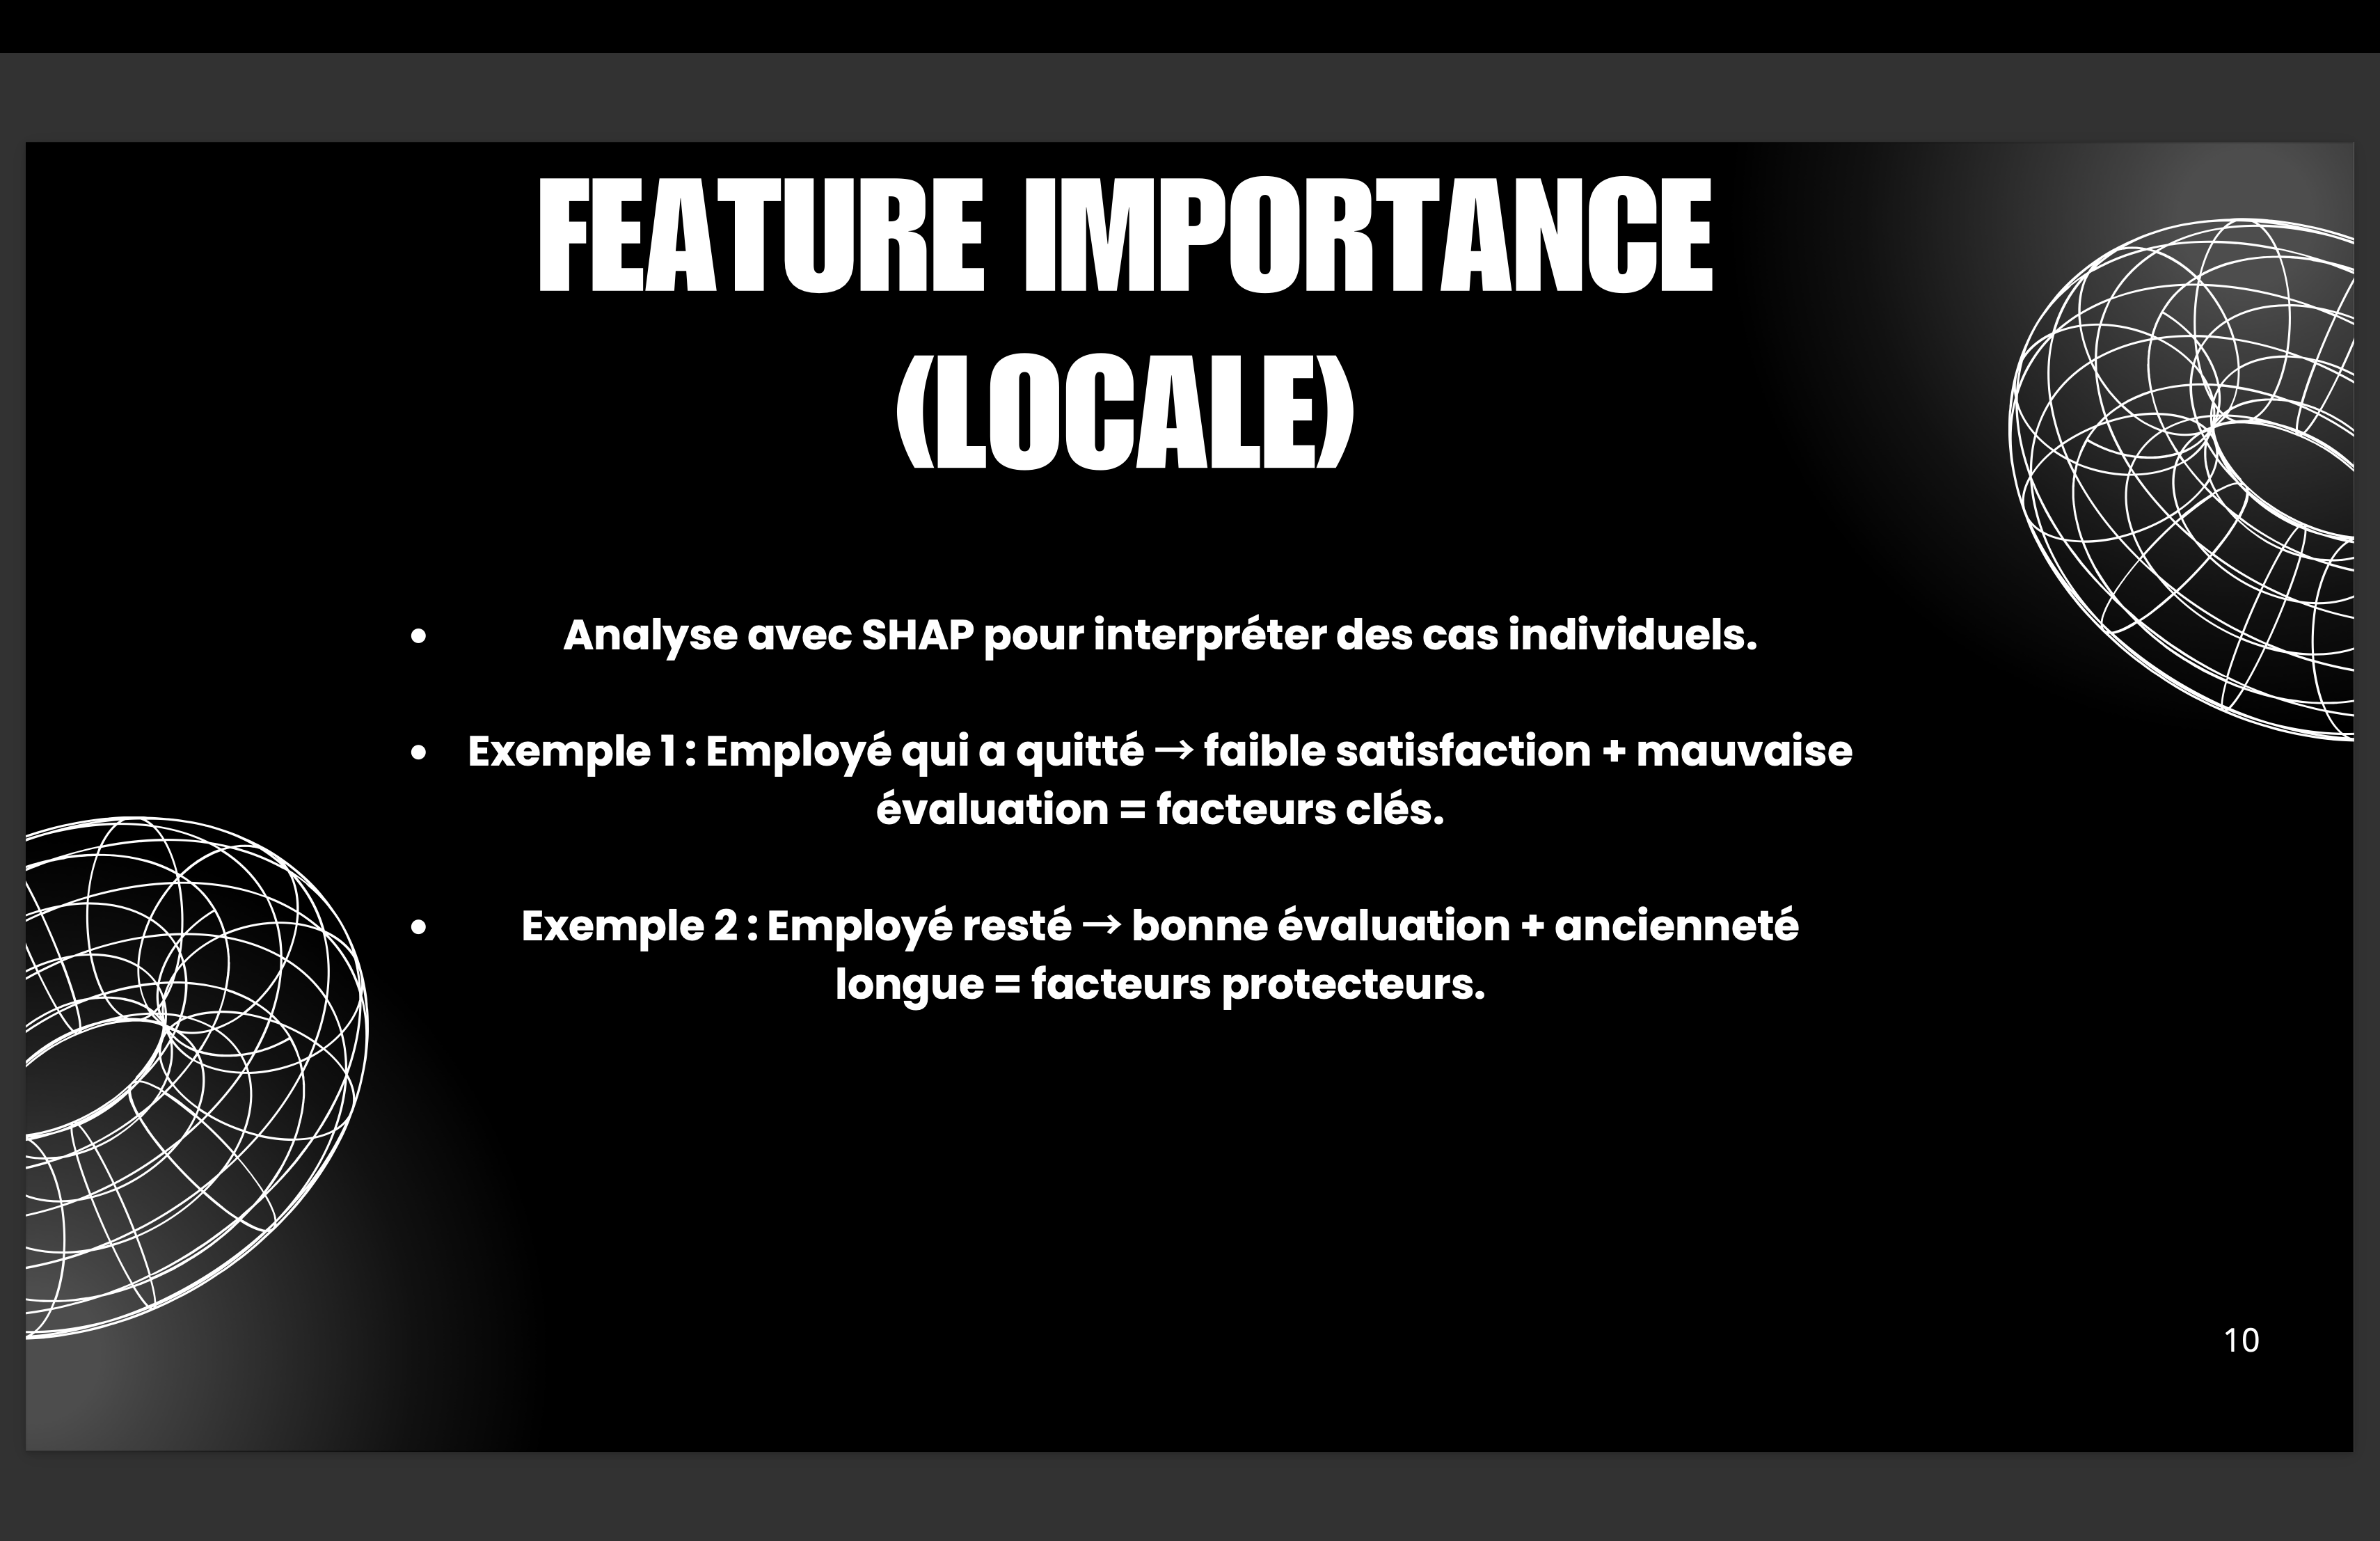 FEATURE IMPORTANCE
(LOCALE)
• Analyse avec SHAP pour interpréter des cas individuels.
• Exemple 1 : Employé qui a quitté → faible satisfaction + mauvaise
évaluation = facteurs clés.
• Exemple 2 : Employé resté → bonne évaluation + ancienneté
longue = facteurs protecteurs.
10